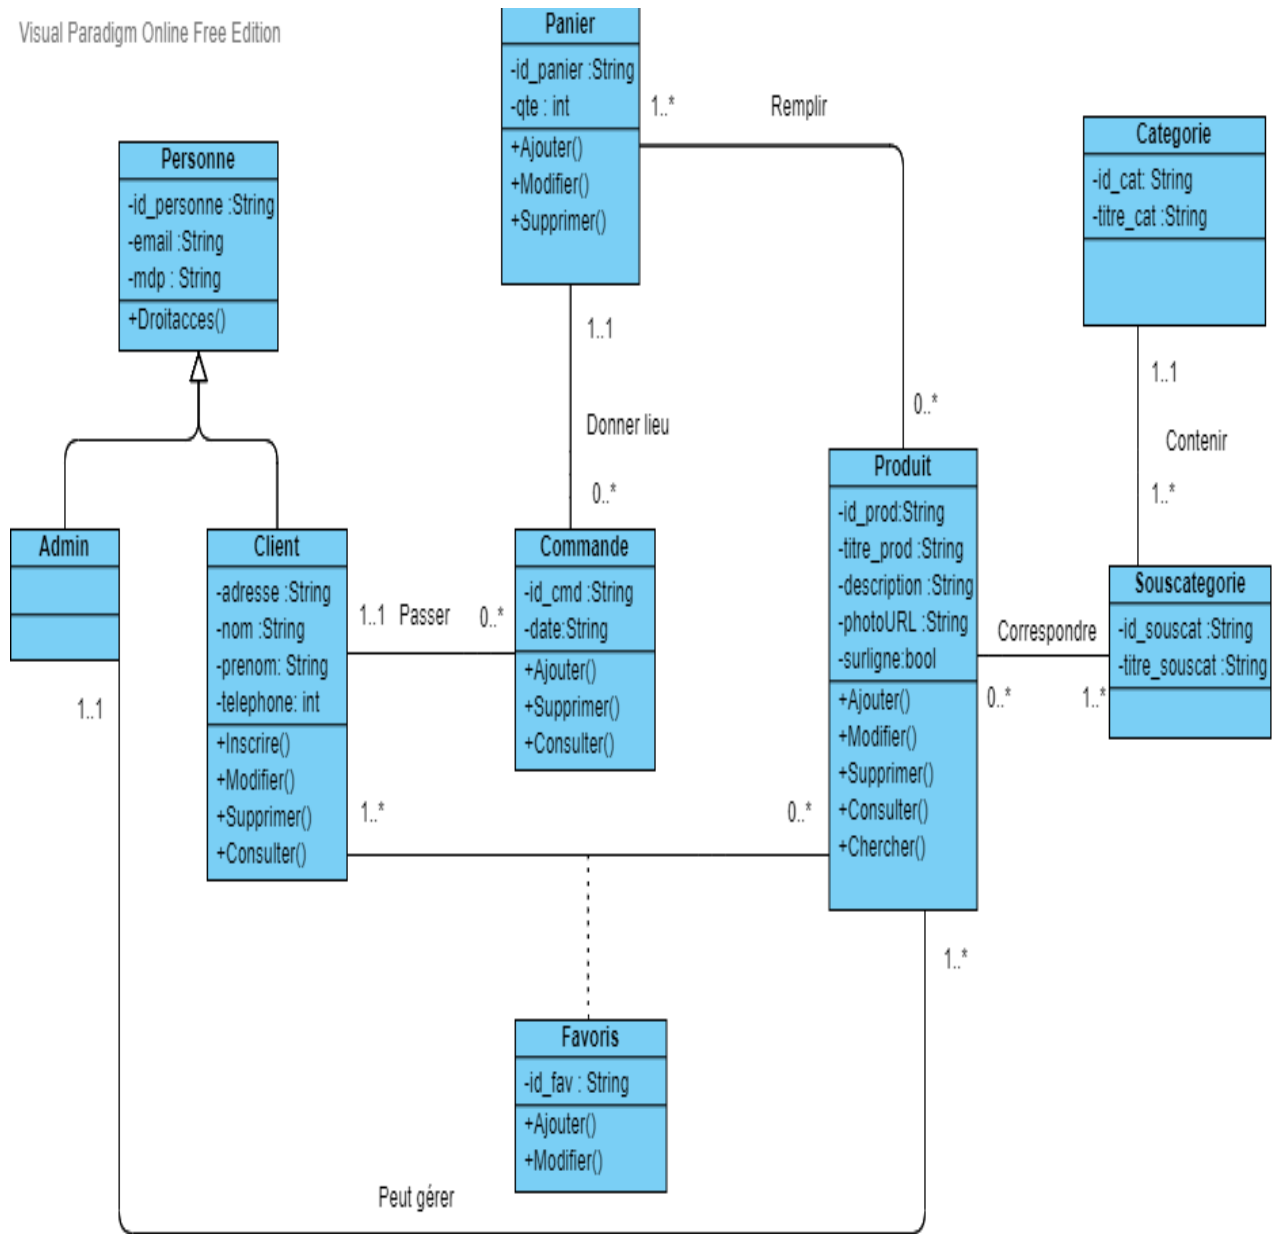 Visual Paradigm Online Free Edition
Panier
-id_panier :String
-qte : int
+Ajouter()
+Modifier()
+Supprimer()
1..*
Remplir
Categorie
-id_cat: String
-titre_cat :String
Personne
-id_personne :String
-email :String
-mdp : String
+Droitacces()
1..1
Donner lieu
0..*
0..*
1..1
Contenir
1..*
Admin
Client
-adresse :String
-nom :String
-prenom: String
-telephone: int
+Inscrire()
+Modifier()
+Supprimer()
+Consulter()
1..1 Passer 0..*
Commande
-id_cmd :String
-date:String
+Ajouter()
+Supprimer()
+Consulter()
Produit
-id_prod:String
-titre_prod :String
-description :String
-photoURL :String
-surligne:bool
+Ajouter()
+Modifier()
+Supprimer()
+Consulter()
+Chercher()
Correspondre
0..*
1..*
Souscategorie
-id_souscat :String
-titre_souscat :String
1..1
1..*
0..*
1..*
Favoris
-id_fav : String
+Ajouter()
+Modifier()
Peut gérer